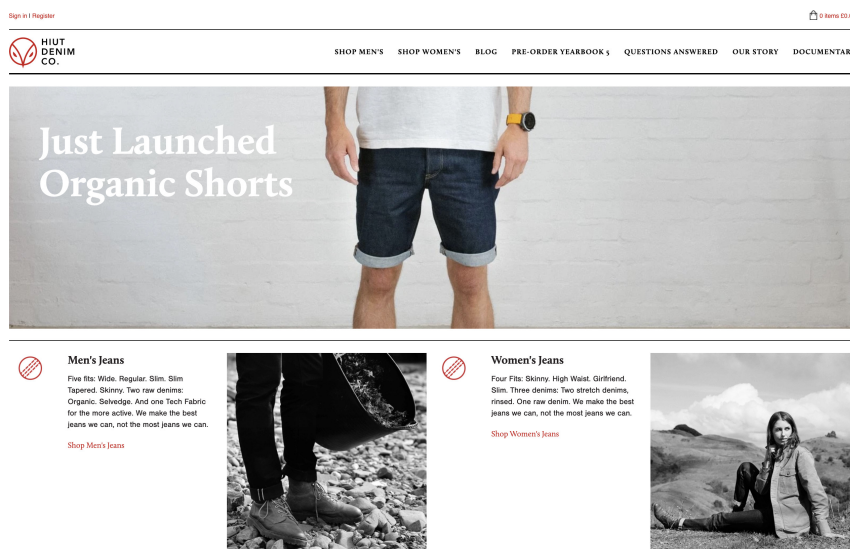 Sign in | Register
0 items
HIUT
DENIM
CO.
SHOP MEN'S SHOP WOMEN'S BLOG PRE-ORDER YEARBOOK 5 QUESTIONS ANSWERED OUR STORY
Just Launched
Organic Shorts
Men's Jeans
Five fits: Wide. Regular. Slim. Slim
Tapered. Skinny. Two raw denims:
Organic. Selvedge. And one Tech Fabric
for the more active. We make the best
jeans we can, not the most jeans we can.
Shop Men's Jeans
Women's Jeans
Four Fits: Skinny. High Waist. Girlfriend.
Slim. Three denims: Two stretch denims,
rinsed. One raw denim. We make the best
jeans we can, not the most jeans we can.
Shop Women's Jeans